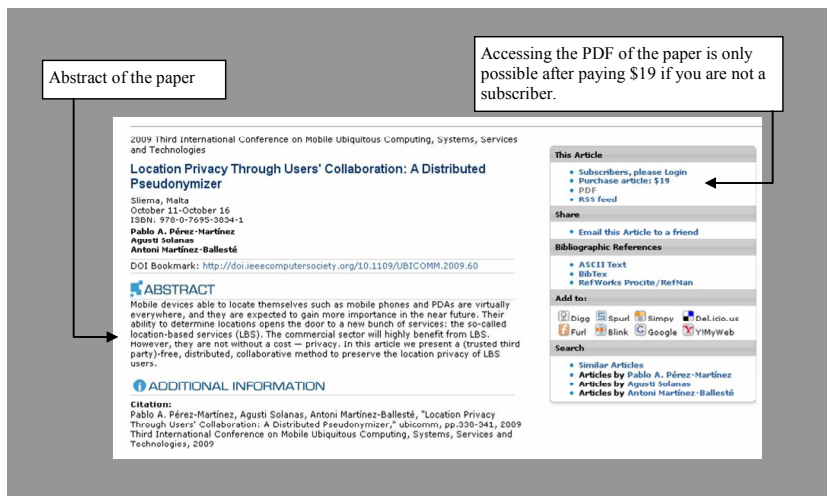 Abstract of the paper
Accessing the PDF of the paper is only
possible after paying $19 if you are not a
subscriber.
2009 Third International Conference on Mobile Ubiquitous Computing, Systems, Services
and Technologies
Location Privacy Through Users' Collaboration: A Distributed
Pseudonymizer
Sliema, Malta
October 11-October 16
ISBN: 978-0-7695-3834-1
Pablo A. Pérez-Martínez
Agusti Solanas
Antoni Martínez-Ballesté
DOI Bookmark: http://doi.ieeecomputersociety.org/10.1109/UBICOMM.2009.60
ABSTRACT
Mobile devices able to locate themselves such as mobile phones and PDAs are virtually
everywhere, and they are expected to gain more importance in the near future. Their
ability to determine locations opens the door to a new bunch of services: the so-called
location-based services (LBS). The commercial sector will highly benefit from LBS.
However, they are not without a cost — privacy. In this article we present a (trusted third
party)-free, distributed, collaborative method to preserve the location privacy of LBS
users.
ADDITIONAL INFORMATION
Citation:
Pablo A. Pérez-Martínez, Agusti Solanas, Antoni Martínez-Ballesté, "Location Privacy
Through Users' Collaboration: A Distributed Pseudonymizer," ubicomm, pp.338-341, 2009
Third International Conference on Mobile Ubiquitous Computing, Systems, Services and
Technologies, 2009
This Article
Subscribers, please Login
Purchase article: $19
PDF
RSS feed
Share
Email this Article to a friend
Bibliographic References
ASCII Text
BibTex
RefWorks Procite/RefMan
Add to:
Digg Spurl Simpy Del.icio.us
Furl Blink Google Y!MyWeb
Search
Similar Articles
Articles by Pablo A. Pérez-Martínez
Articles by Agusti Solanas
Articles by Antoni Martínez-Ballesté